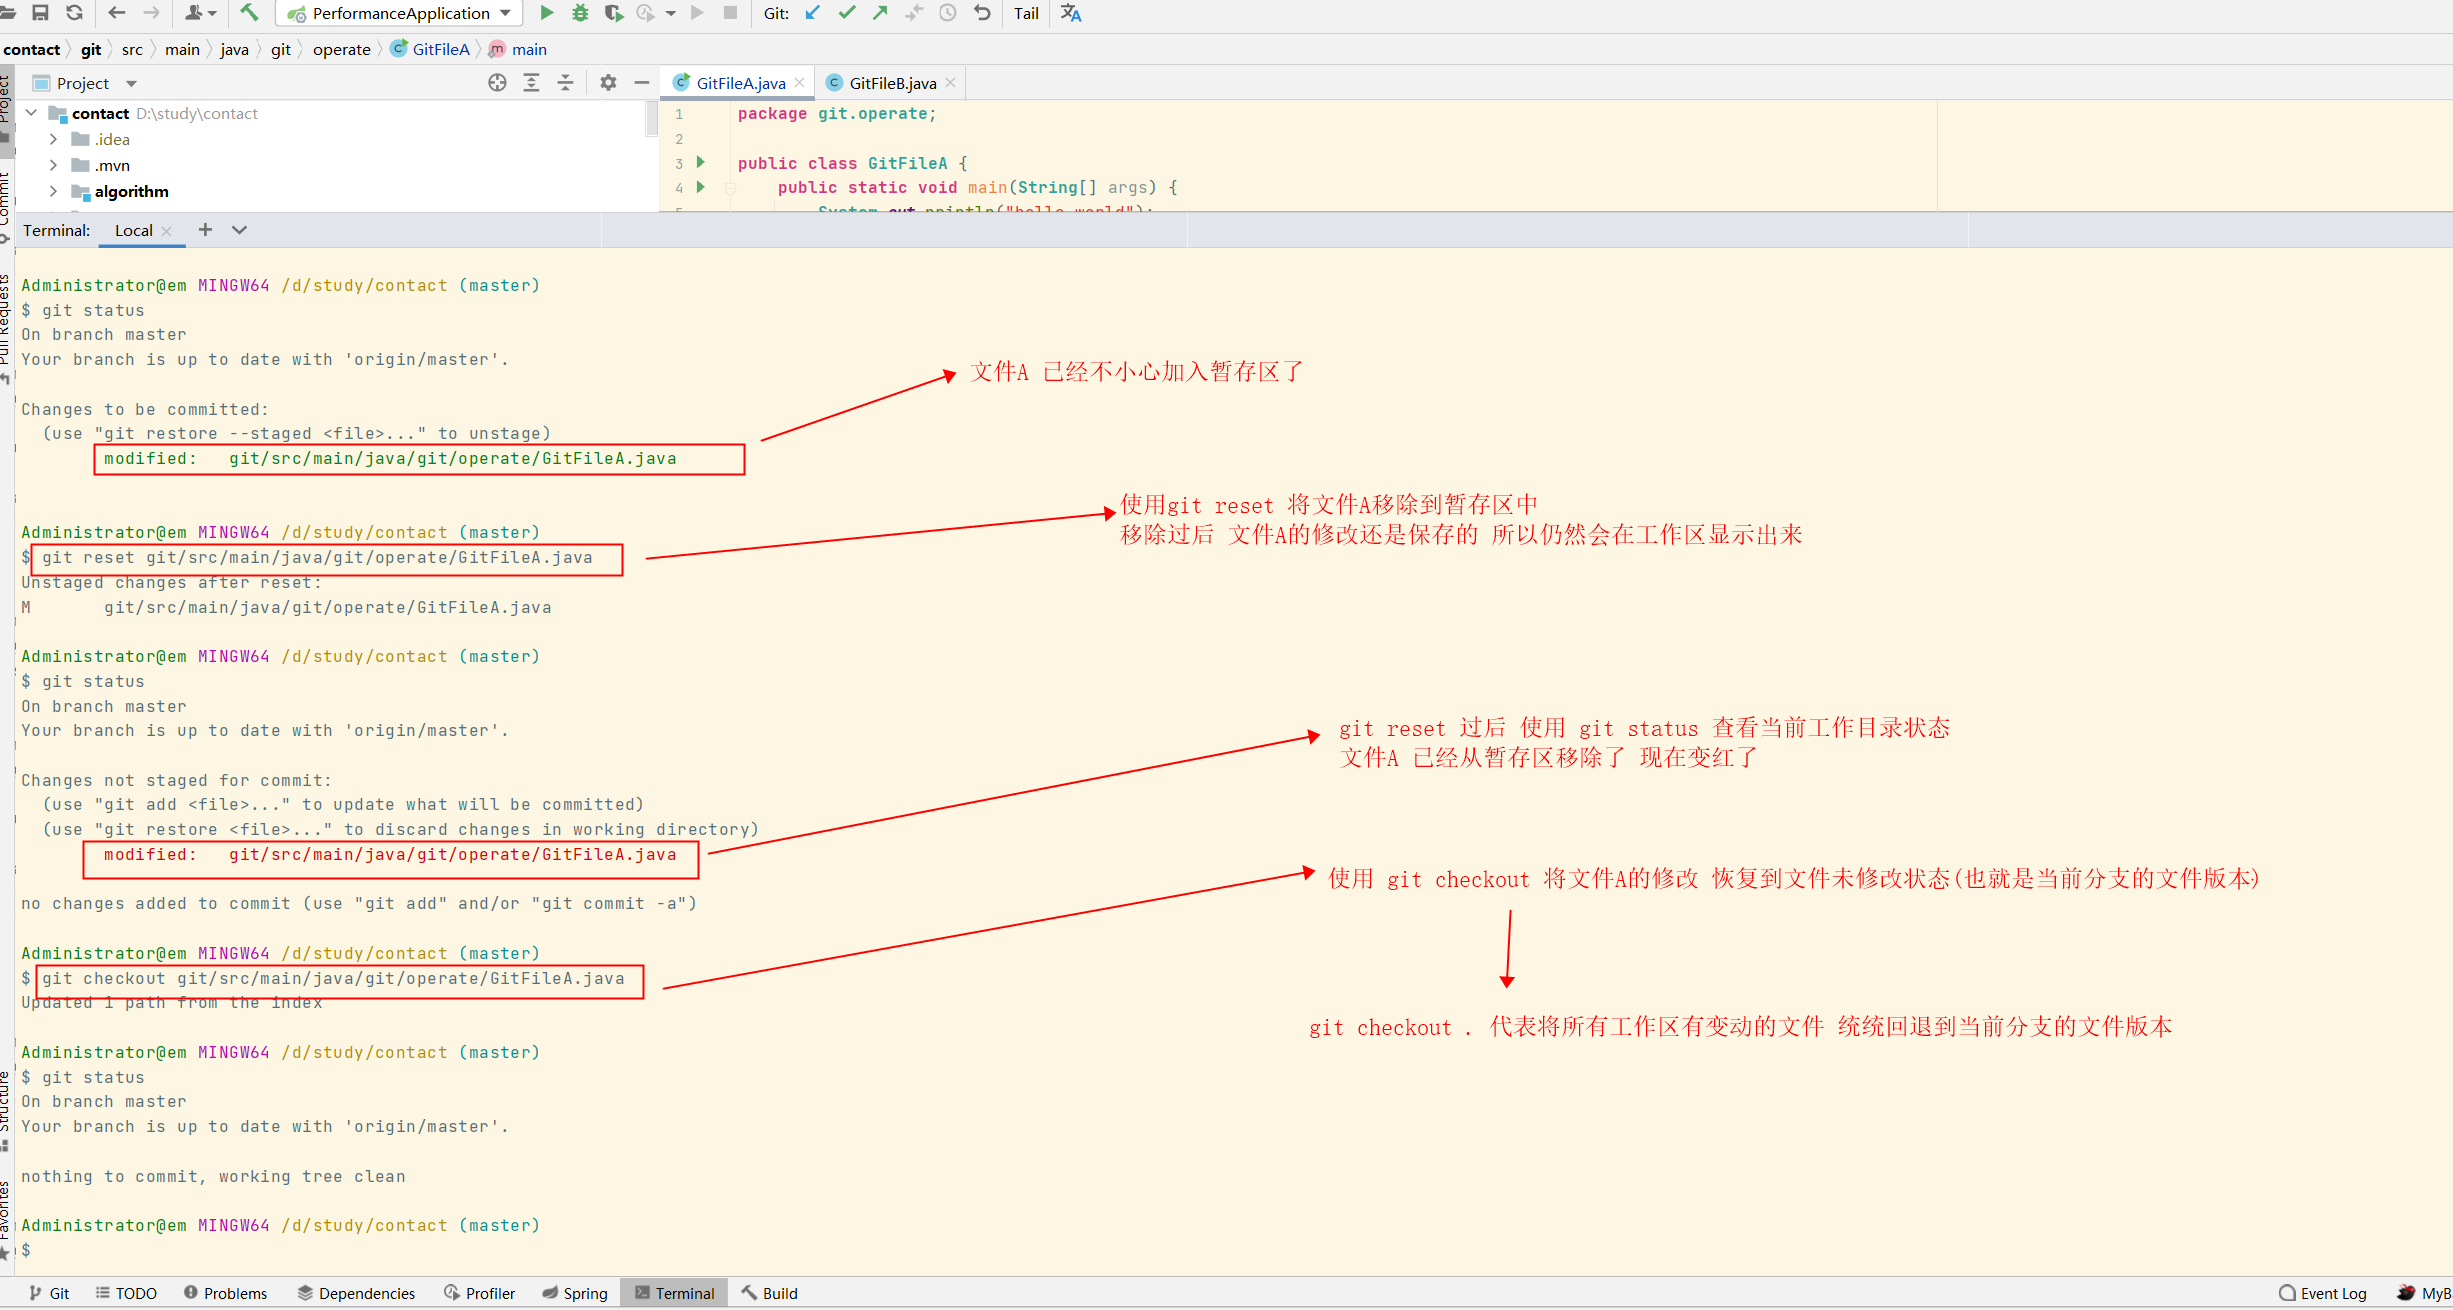 PerformanceApplication
Git:
Tail
contact
git
src
main
java
git
operate
GitFileA
main
Project
GitFileA.java
GitFileB.java
Project
contact D:\study\contact
.idea
.mvn
algorithm
1 package git.operate;
2
3 public class GitFileA {
4 public static void main(String[] args) {
System.out.println("hello world");
Commit
Pull Requests
Structure
Favorites
Terminal: Local
Administrator@em MINGW64 /d/study/contact (master)
$ git status
On branch master
Your branch is up to date with 'origin/master'.
文件A 已经不小心加入暂存区了
Changes to be committed:
(use "git restore --staged <file>..." to unstage)
modified: git/src/main/java/git/operate/GitFileA.java
使用git reset 将文件A移除到暂存区中
移除过后 文件A的修改还是保存的 所以仍然会在工作区显示出来
Administrator@em MINGW64 /d/study/contact (master)
$ git reset git/src/main/java/git/operate/GitFileA.java
Unstaged changes after reset:
M git/src/main/java/git/operate/GitFileA.java
Administrator@em MINGW64 /d/study/contact (master)
$ git status
On branch master
Your branch is up to date with 'origin/master'.
git reset 过后 使用 git status 查看当前工作目录状态
文件A 已经从暂存区移除了 现在变红了
Changes not staged for commit:
(use "git add <file>..." to update what will be committed)
(use "git restore <file>..." to discard changes in working directory)
modified: git/src/main/java/git/operate/GitFileA.java
使用 git checkout 将文件A的修改 恢复到文件未修改状态(也就是当前分支的文件版本)
no changes added to commit (use "git add" and/or "git commit -a")
Administrator@em MINGW64 /d/study/contact (master)
$ git checkout git/src/main/java/git/operate/GitFileA.java
Updated 1 path from the index
git checkout . 代表将所有工作区有变动的文件 统统回退到当前分支的文件版本
Administrator@em MINGW64 /d/study/contact (master)
$ git status
On branch master
Your branch is up to date with 'origin/master'.
nothing to commit, working tree clean
Administrator@em MINGW64 /d/study/contact (master)
$
Git
TODO
Problems
Dependencies
Profiler
Spring
Terminal
Build
Event Log
MyB